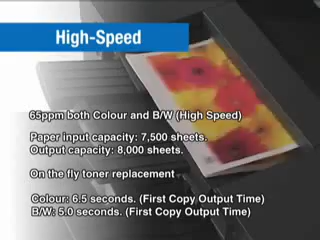 High-Speed
65ppm both Colour and B/W (High Speed)
Paper input capacity: 7,500 sheets.
Output capacity: 8,000 sheets.
On the fly toner replacement
Colour: 6.5 seconds. (First Copy Output Time)
B/W: 5.0 seconds. (First Copy Output Time)